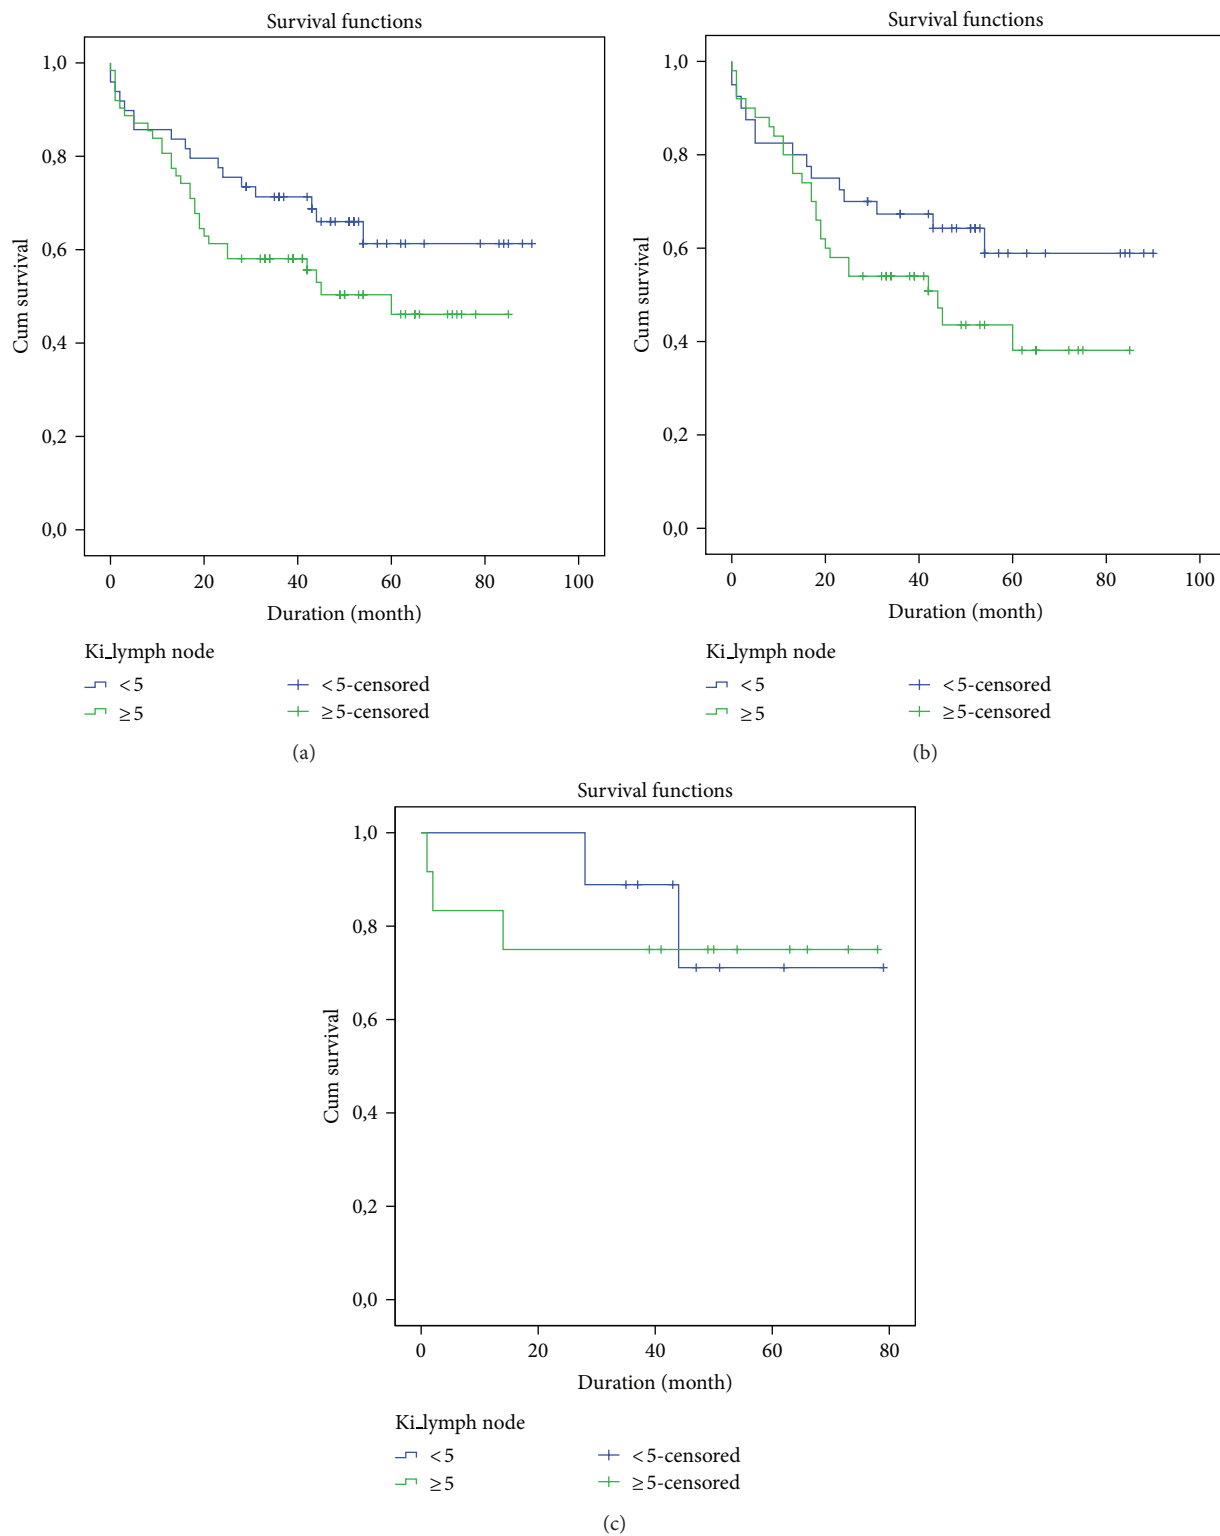 Survival functions
1,0
0,8
0,6
0,4
0,2
0,0
Cum survival
0 20 40 60 80 100
Duration (month)
Ki_lymph node
<5 <5-censored
≥5 ≥5-censored
(a)
Survival functions
1,0
0,8
0,6
0,4
0,2
0,0
Cum survival
0 20 40 60 80 100
Duration (month)
Ki_lymph node
<5 <5-censored
≥5 ≥5-censored
(b)
Survival functions
1,0
0,8
0,6
0,4
0,2
0,0
Cum survival
0 20 40 60 80
Duration (month)
Ki_lymph node
<5 <5-censored
≥5 ≥5-censored
(c)